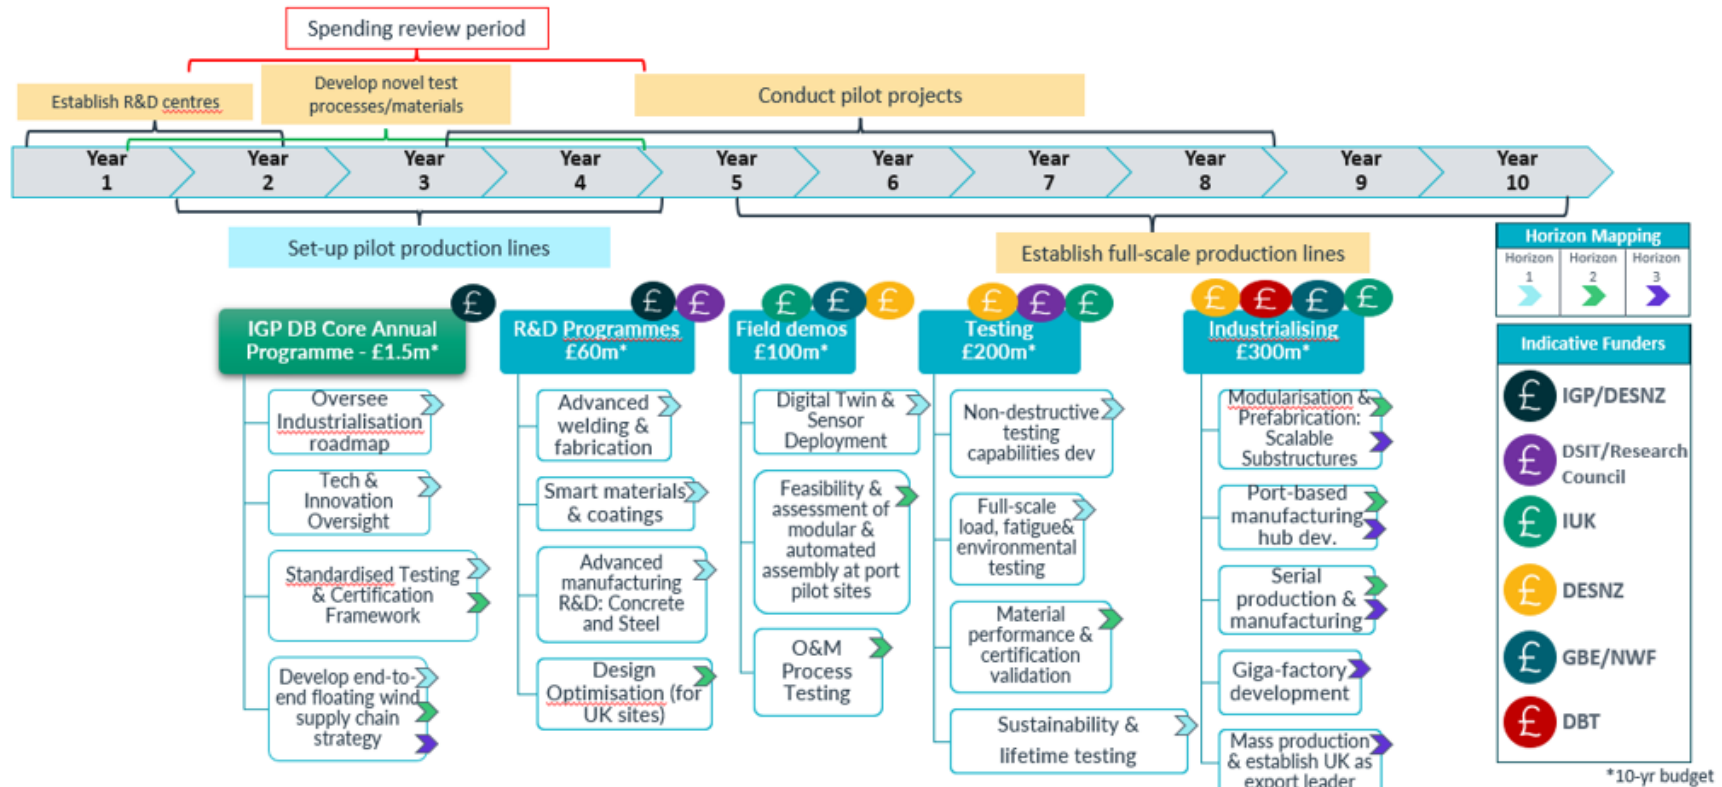 Spending review period
Establish R&D centres
Develop novel test
processes/materials
Conduct pilot projects
Year
1
Year
2
Year
3
Year
4
Year
5
Year
6
Year
7
Year
8
Year
9
Year
10
Set-up pilot production lines
Establish full-scale production lines
Horizon Mapping
Horizon
1
Horizon
2
Horizon
3
£
£
£
£
£
£
£
£
£
£
£
£
£
IGP DB Core Annual
Programme - £1.5m*
Oversee
Industrialisation
roadmap
Tech &
Innovation
Oversight
Standardised Testing
& Certification
Framework
Develop end-to-
end floating wind
supply chain
strategy
R&D Programmes
£60m*
Advanced
welding &
fabrication
Smart materials
& coatings
Advanced
manufacturing
R&D: Concrete
and Steel
Design
Optimisation (for
UK sites)
Field demos
£100m*
Digital Twin &
Sensor
Deployment
Feasibility &
assessment of
modular &
automated
assembly at port
pilot sites
O&M
Process
Testing
Testing
£200m*
Non-destructive
testing
capabilities dev
Full-scale
load, fatigue&
environmental
testing
Material
performance &
certification
validation
Sustainability &
lifetime testing
Industrialising
£300m*
Modularisation &
Prefabrication:
Scalable
Substructures
Port-based
manufacturing
hub dev.
Serial
production &
manufacturing
Giga-factory
development
Mass production
& establish UK as
export leader
Indicative Funders
£ IGP/DESNZ
£ DSIT/Research
Council
£ IUK
£ DESNZ
£ GBE/NWF
£ DBT
*10-yr budget